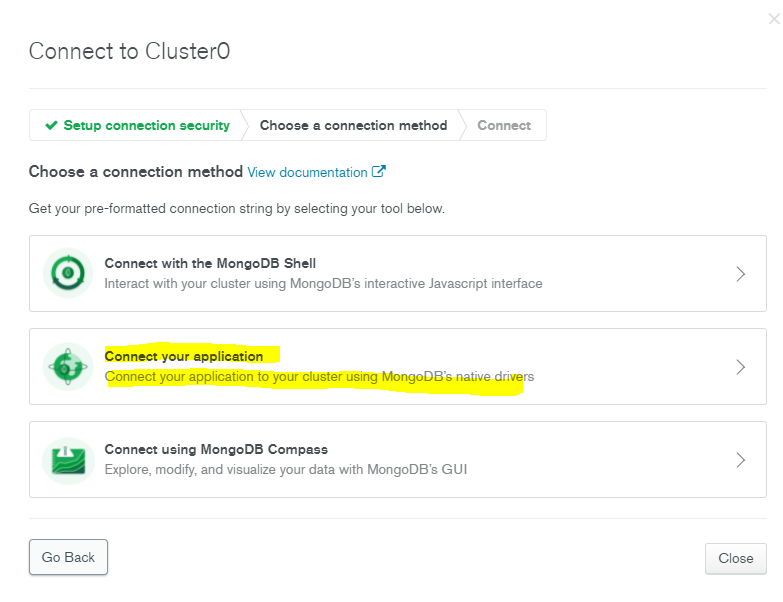 Connect to Cluster0
Setup connection security
Choose a connection method
Connect
Choose a connection method View documentation
Get your pre-formatted connection string by selecting your tool below.
Connect with the MongoDB Shell
Interact with your cluster using MongoDB's interactive Javascript interface
Connect your application
Connect your application to your cluster using MongoDB's native drivers
Connect using MongoDB Compass
Explore, modify, and visualize your data with MongoDB's GUI
Go Back
Close